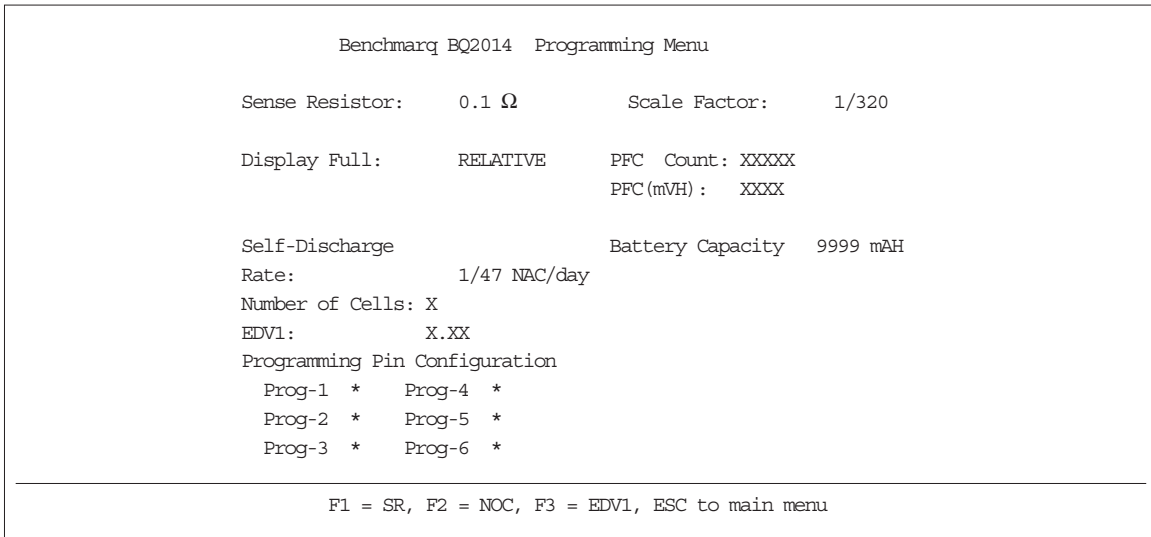 Benchmarq BQ2014 Programming Menu
Sense Resistor: 0.1 Ω Scale Factor: 1/320
Display Full: RELATIVE PFC Count: XXXXX
PFC(mVH): XXXX
Self-Discharge Battery Capacity 9999 mAH
Rate: 1/47 NAC/day
Number of Cells: X
EDV1: X.XX
Programming Pin Configuration
Prog-1 * Prog-4 *
Prog-2 * Prog-5 *
Prog-3 * Prog-6 *
F1 = SR, F2 = NOC, F3 = EDV1, ESC to main menu